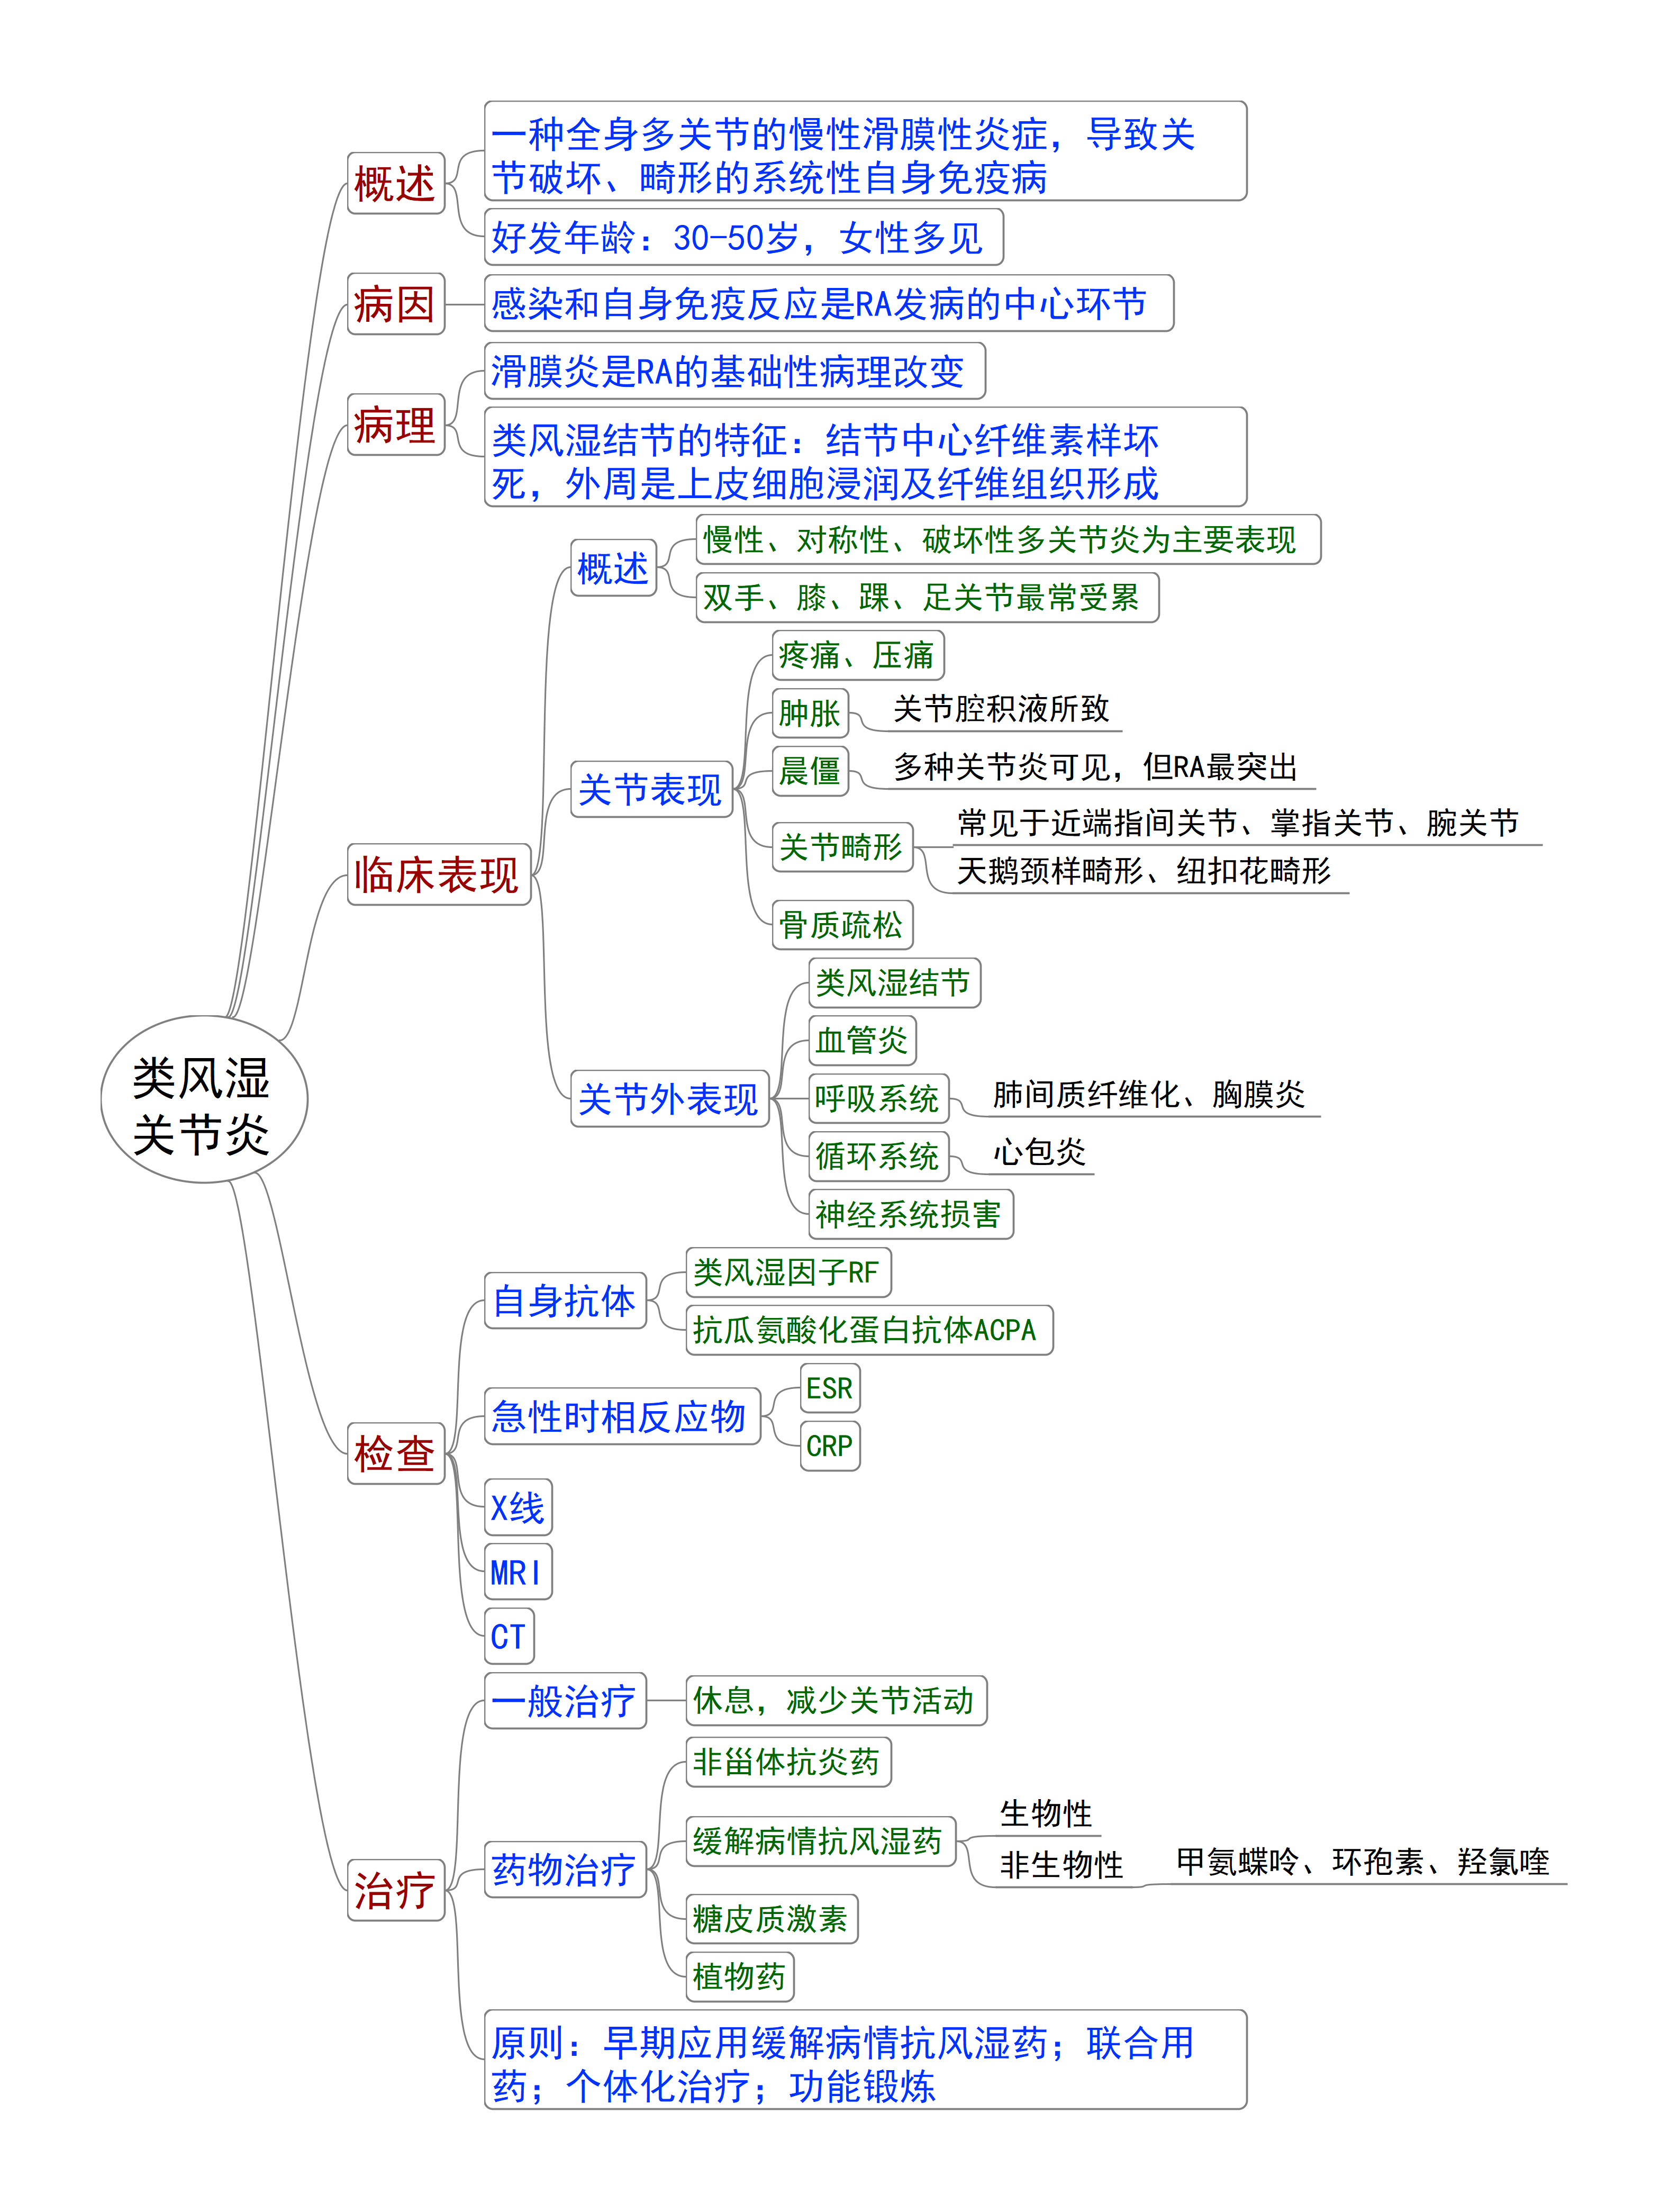 类风湿
关节炎
概述
一种全身多关节的慢性滑膜性炎症，导致关
节破坏、畸形的系统性自身免疫病
好发年龄：30-50岁，女性多见
病因
感染和自身免疫反应是RA发病的中心环节
病理
滑膜炎是RA的基础性病理改变
类风湿结节的特征：结节中心纤维素样坏
死，外周是上皮细胞浸润及纤维组织形成
临床表现
概述
慢性、对称性、破坏性多关节炎为主要表现
双手、膝、踝、足关节最常受累
关节表现
疼痛、压痛
肿胀
关节腔积液所致
晨僵
多种关节炎可见，但RA最突出
关节畸形
常见于近端指间关节、掌指关节、腕关节
天鹅颈样畸形、纽扣花畸形
骨质疏松
关节外表现
类风湿结节
血管炎
呼吸系统
肺间质纤维化、胸膜炎
循环系统
心包炎
神经系统损害
检查
自身抗体
类风湿因子RF
抗瓜氨酸化蛋白抗体ACPA
急性时相反应物
ESR
CRP
X线
MRI
CT
治疗
一般治疗
休息，减少关节活动
药物治疗
非甾体抗炎药
缓解病情抗风湿药
生物性
非生物性
甲氨蝶呤、环孢素、羟氯喹
糖皮质激素
植物药
原则：早期应用缓解病情抗风湿药；联合用
药；个体化治疗；功能锻炼